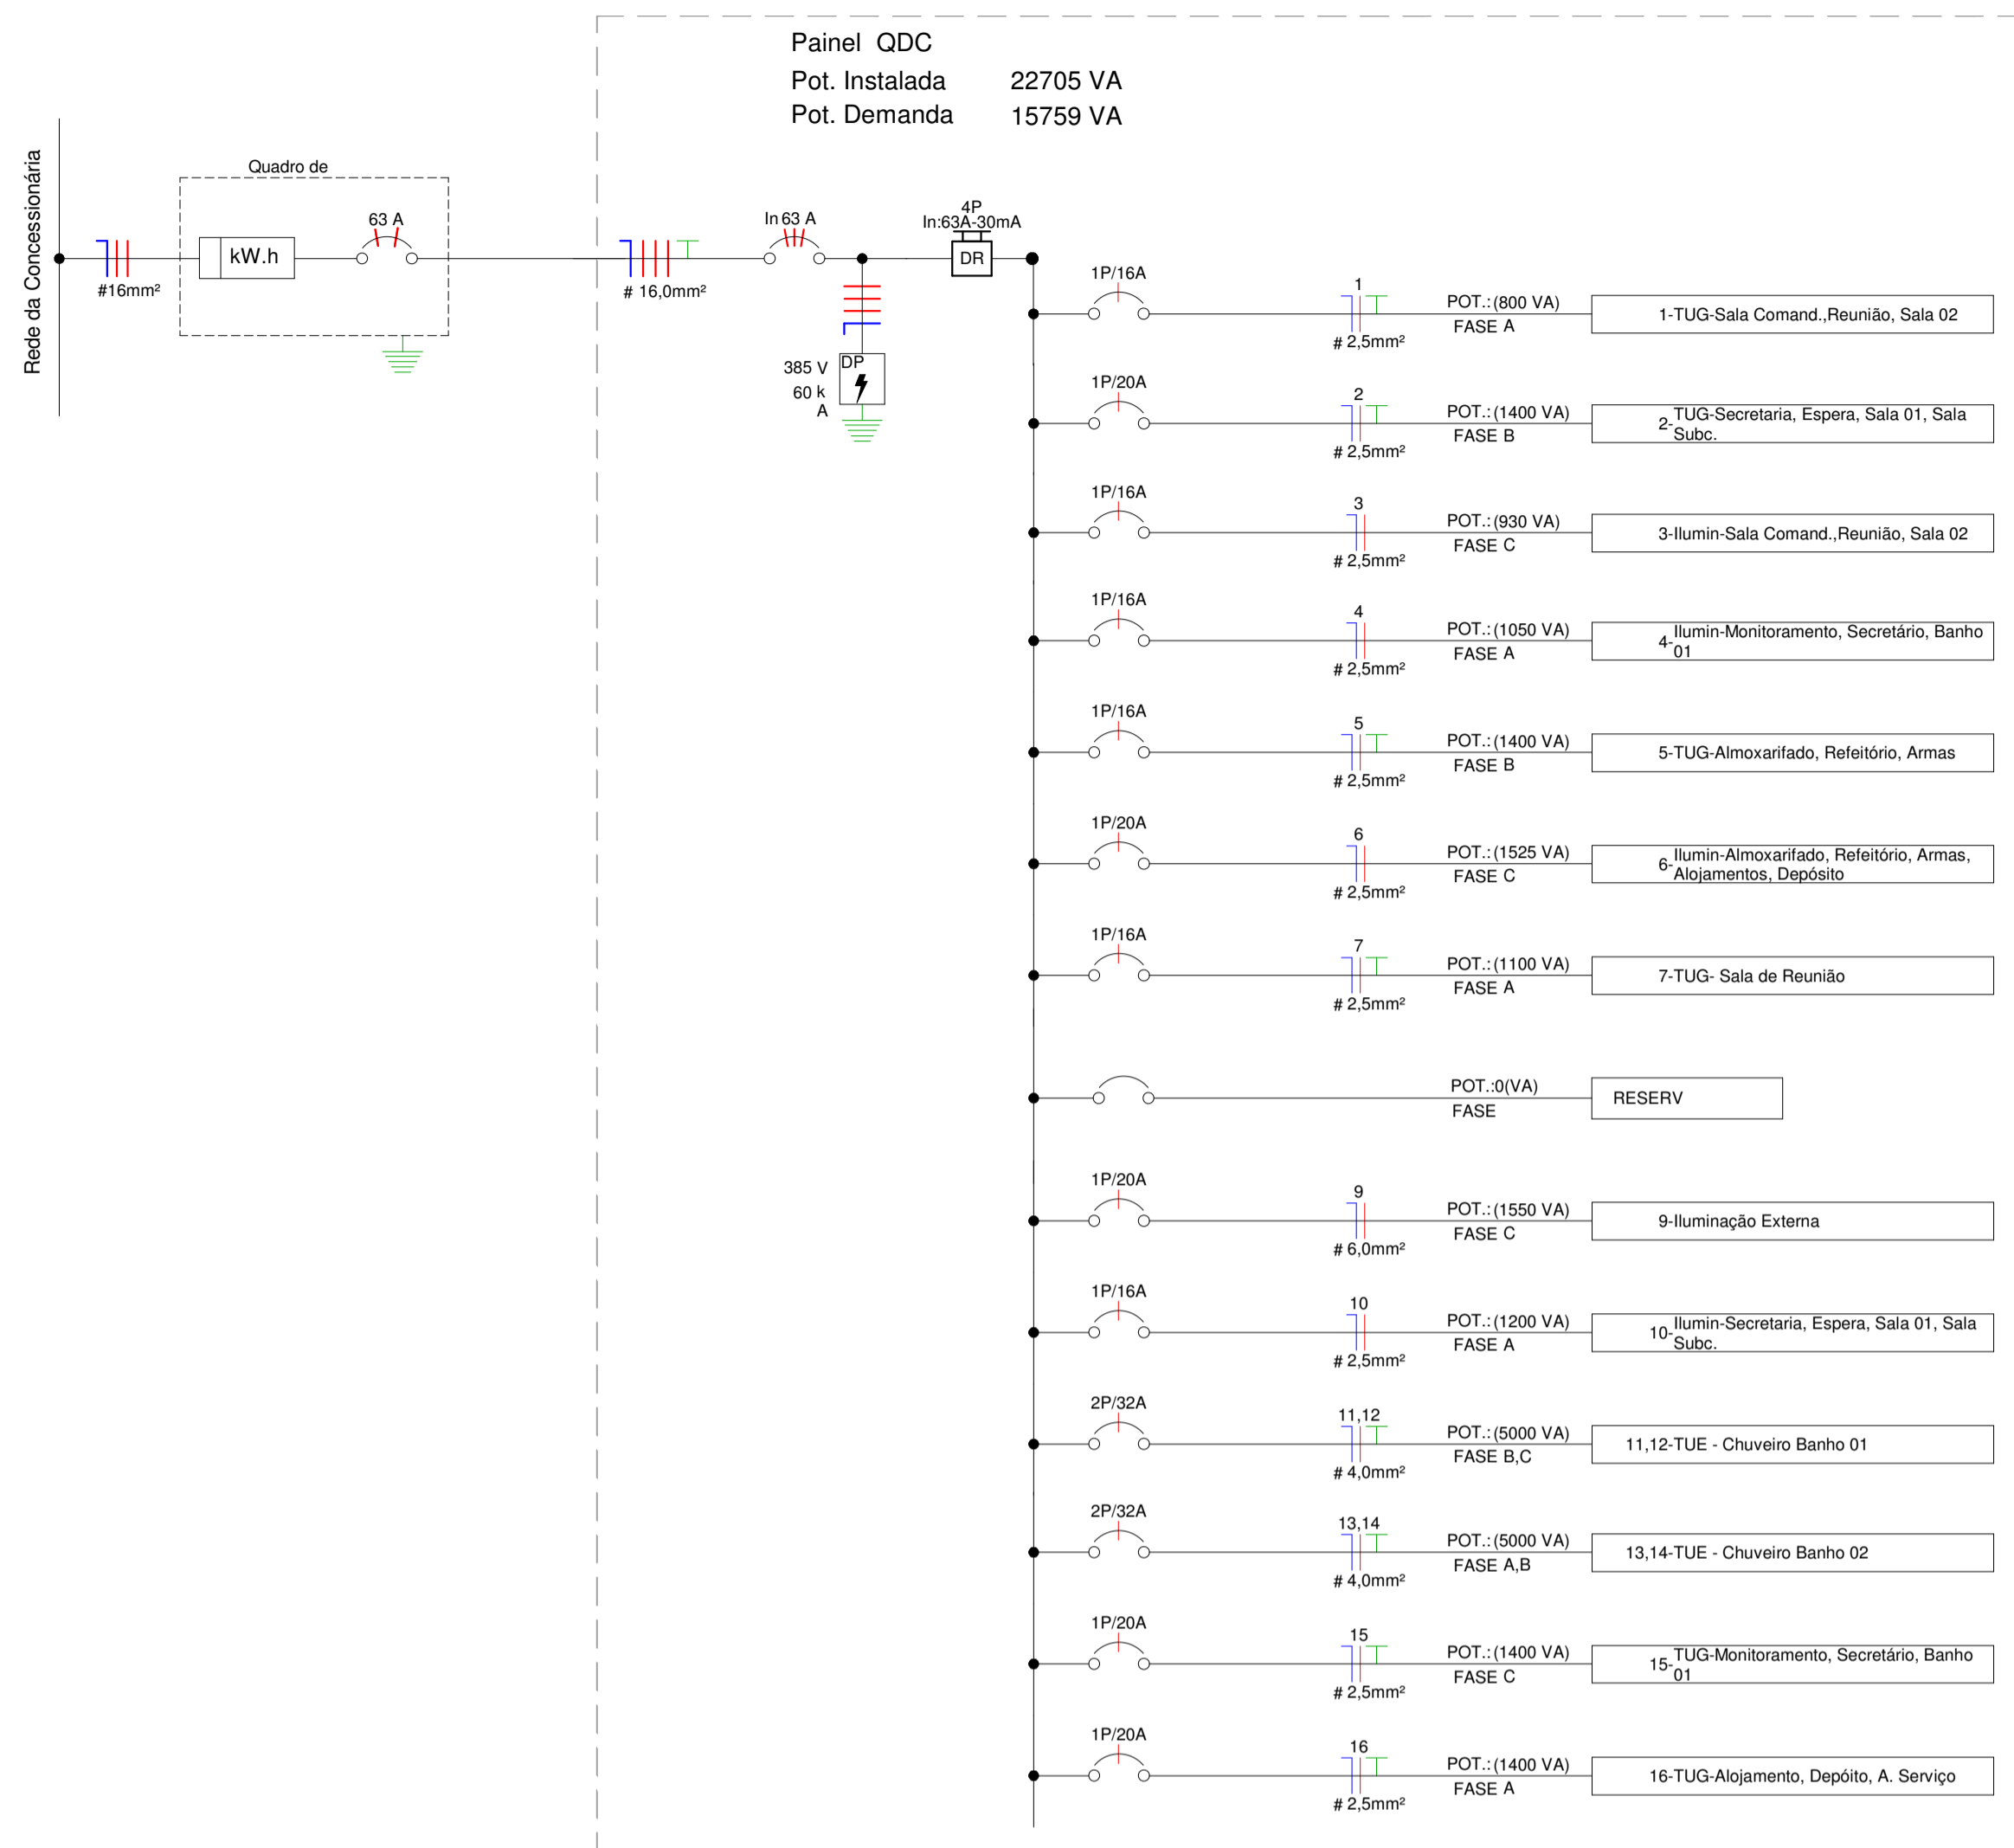 Painel QDC
Pot. Instalada 22705 VA
Pot. Demanda 15759 VA
Rede da Concessionária
#16mm²
Quadro de
kW.h
63 A
# 16,0mm²
In 63 A
385 V
60 k
A
DP
4P
In:63A-30mA
DR
1P/16A
1
# 2,5mm²
POT.: (800 VA)
FASE A
1-TUG-Sala Comand.,Reunião, Sala 02
1P/20A
2
# 2,5mm²
POT.: (1400 VA)
FASE B
2-TUG-Secretaria, Espera, Sala 01, Sala
Subc.
1P/16A
3
# 2,5mm²
POT.: (930 VA)
FASE C
3-Ilumin-Sala Comand.,Reunião, Sala 02
1P/16A
4
# 2,5mm²
POT.: (1050 VA)
FASE A
4-Ilumin-Monitoramento, Secretário, Banho
01
1P/16A
5
# 2,5mm²
POT.: (1400 VA)
FASE B
5-TUG-Almoxarifado, Refeitório, Armas
1P/20A
6
# 2,5mm²
POT.: (1525 VA)
FASE C
6-Ilumin-Almoxarifado, Refeitório, Armas,
Alojamentos, Depósito
1P/16A
7
# 2,5mm²
POT.: (1100 VA)
FASE A
7-TUG- Sala de Reunião
POT.:0(VA)
FASE
RESERV
1P/20A
9
# 6,0mm²
POT.: (1550 VA)
FASE C
9-Iluminação Externa
1P/16A
10
# 2,5mm²
POT.: (1200 VA)
FASE A
10-Ilumin-Secretaria, Espera, Sala 01, Sala
Subc.
2P/32A
11,12
# 4,0mm²
POT.: (5000 VA)
FASE B,C
11,12-TUE - Chuveiro Banho 01
2P/32A
13,14
# 4,0mm²
POT.: (5000 VA)
FASE A,B
13,14-TUE - Chuveiro Banho 02
1P/20A
15
# 2,5mm²
POT.: (1400 VA)
FASE C
15-TUG-Monitoramento, Secretário, Banho
01
1P/20A
16
# 2,5mm²
POT.: (1400 VA)
FASE A
16-TUG-Alojamento, Depóito, A. Serviço